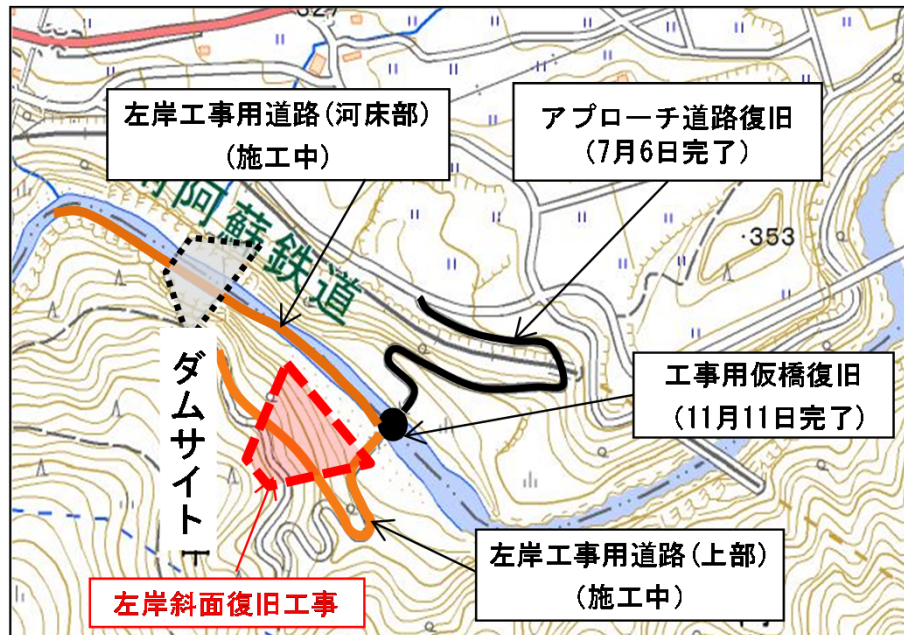 左岸工事用道路(河床部)
(施工中)
アプローチ道路復旧
(7月6日完了)
阿蘇鉄道
・353
ダムサイト
工事用仮橋復旧
(11月11日完了)
左岸工事用道路(上部)
(施工中)
左岸斜面復旧工事